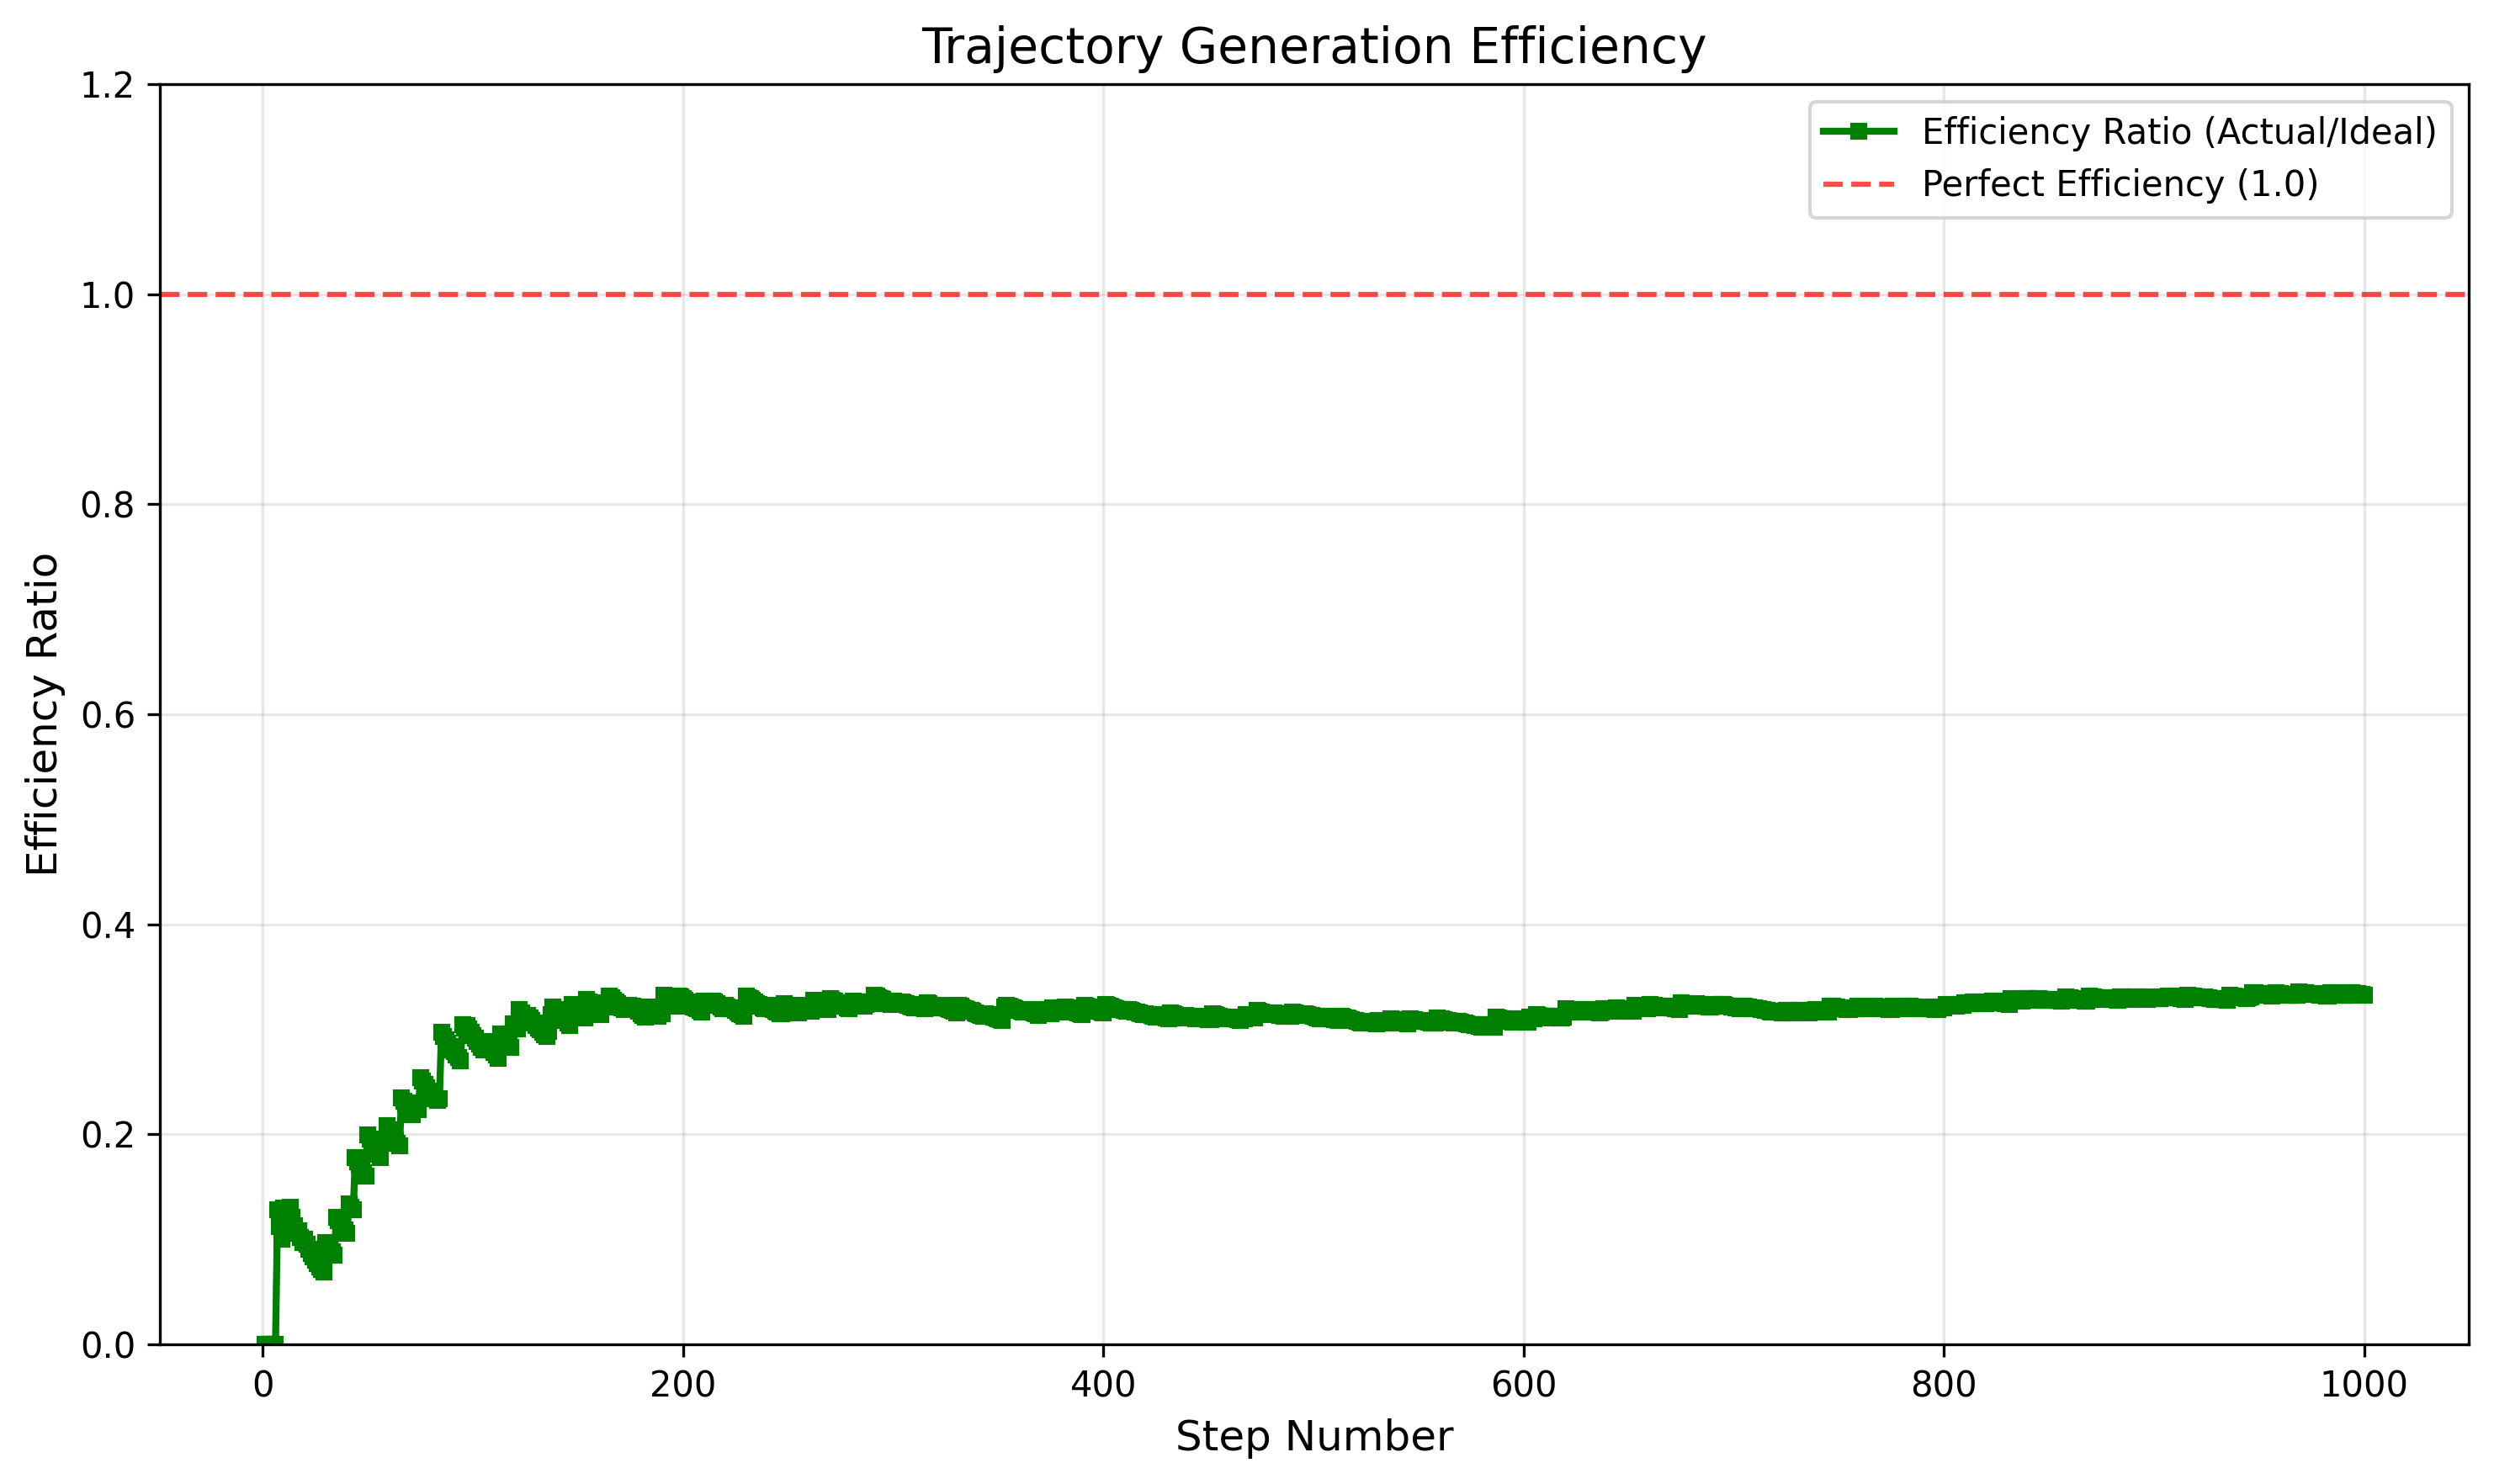 Trajectory Generation Efficiency
Efficiency Ratio (Actual/Ideal)
Perfect Efficiency (1.0)
Efficiency Ratio
1.2
1.0
0.8
0.6
0.4
0.2
0.0
0 200 400 600 800 1000
Step Number